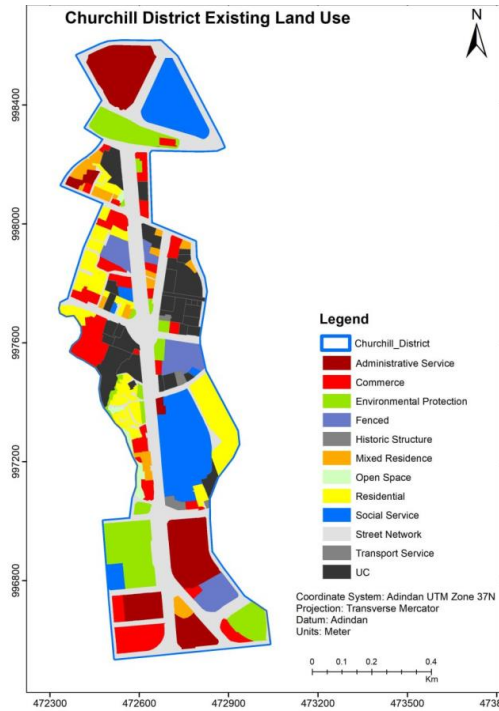 Churchill District Existing Land Use
N
998400
998000
997600
997200
996800
Legend
Churchill_District
Administrative Service
Commerce
Environmental Protection
Fenced
Historic Structure
Mixed Residence
Open Space
Residential
Social Service
Street Network
Transport Service
UC
Coordinate System: Adindan UTM Zone 37N
Projection: Transverse Mercator
Datum: Adindan
Units: Meter
0 0.1 0.2 0.4
Km
472300 472600 472900 473200 473500